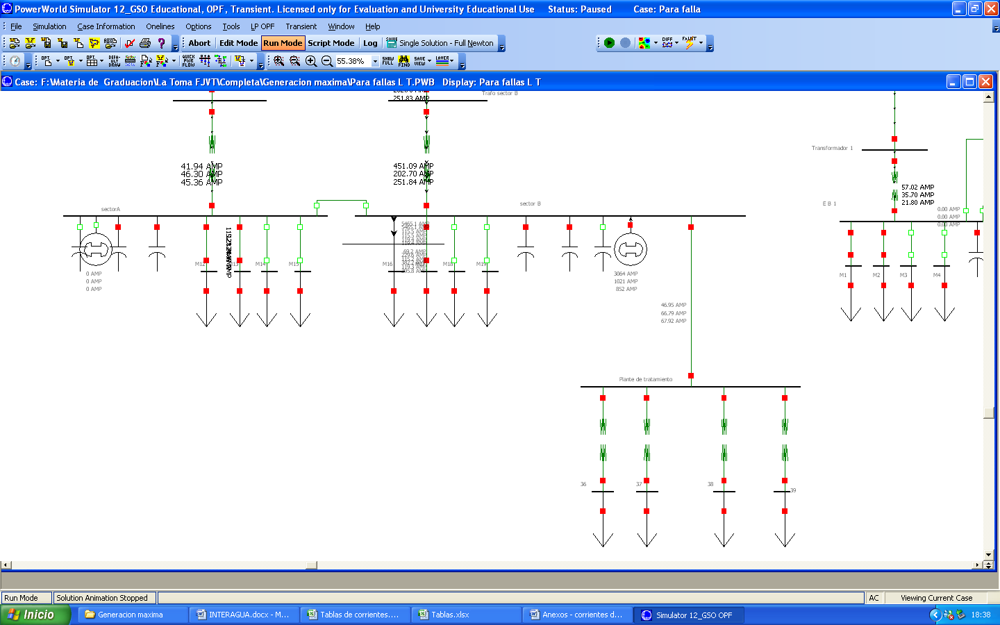 PowerWorld Simulator 12_GSO Educational, OPF, Transient. Licensed only for Evaluation and University Educational Use Status: Paused Case: Para falla
File Simulation Case Information Onelines Options Tools LP OPF Transient Window Help
Abort Edit Mode Run Mode Script Mode Log Single Solution - Full Newton
55.38%
Case: F:\Materia de Graduacion\La Toma FJVT\Completa\Generacion maxima\Para fallas L T.PWB Display: Para fallas L T
Trafo sector B
251.83 AMP
Transformador 1
41.94 AMP
46.30 AMP
45.36 AMP
451.09 AMP
202.70 AMP
251.84 AMP
57.02 AMP
35.70 AMP
21.80 AMP
sectorA
sector B
E B 1
0.00 AMP
0.00 AMP
0.00 AMP
M12
M14
M15
M16
M18
M19
0 AMP
0 AMP
0 AMP
3064 AMP
1021 AMP
852 AMP
M1
M2
M3
M4
46.95 AMP
66.79 AMP
67.92 AMP
Plante de tratamiento
36
37
38
39
Run Mode Solution Animation Stopped AC Viewing Current Case
Inicio Generacion maxima INTERAGUA.docx - M... Tablas de corrientes.... Tablas.xlsx Anexos - corrientes d... Simulator 12_GSO OPF 18:38